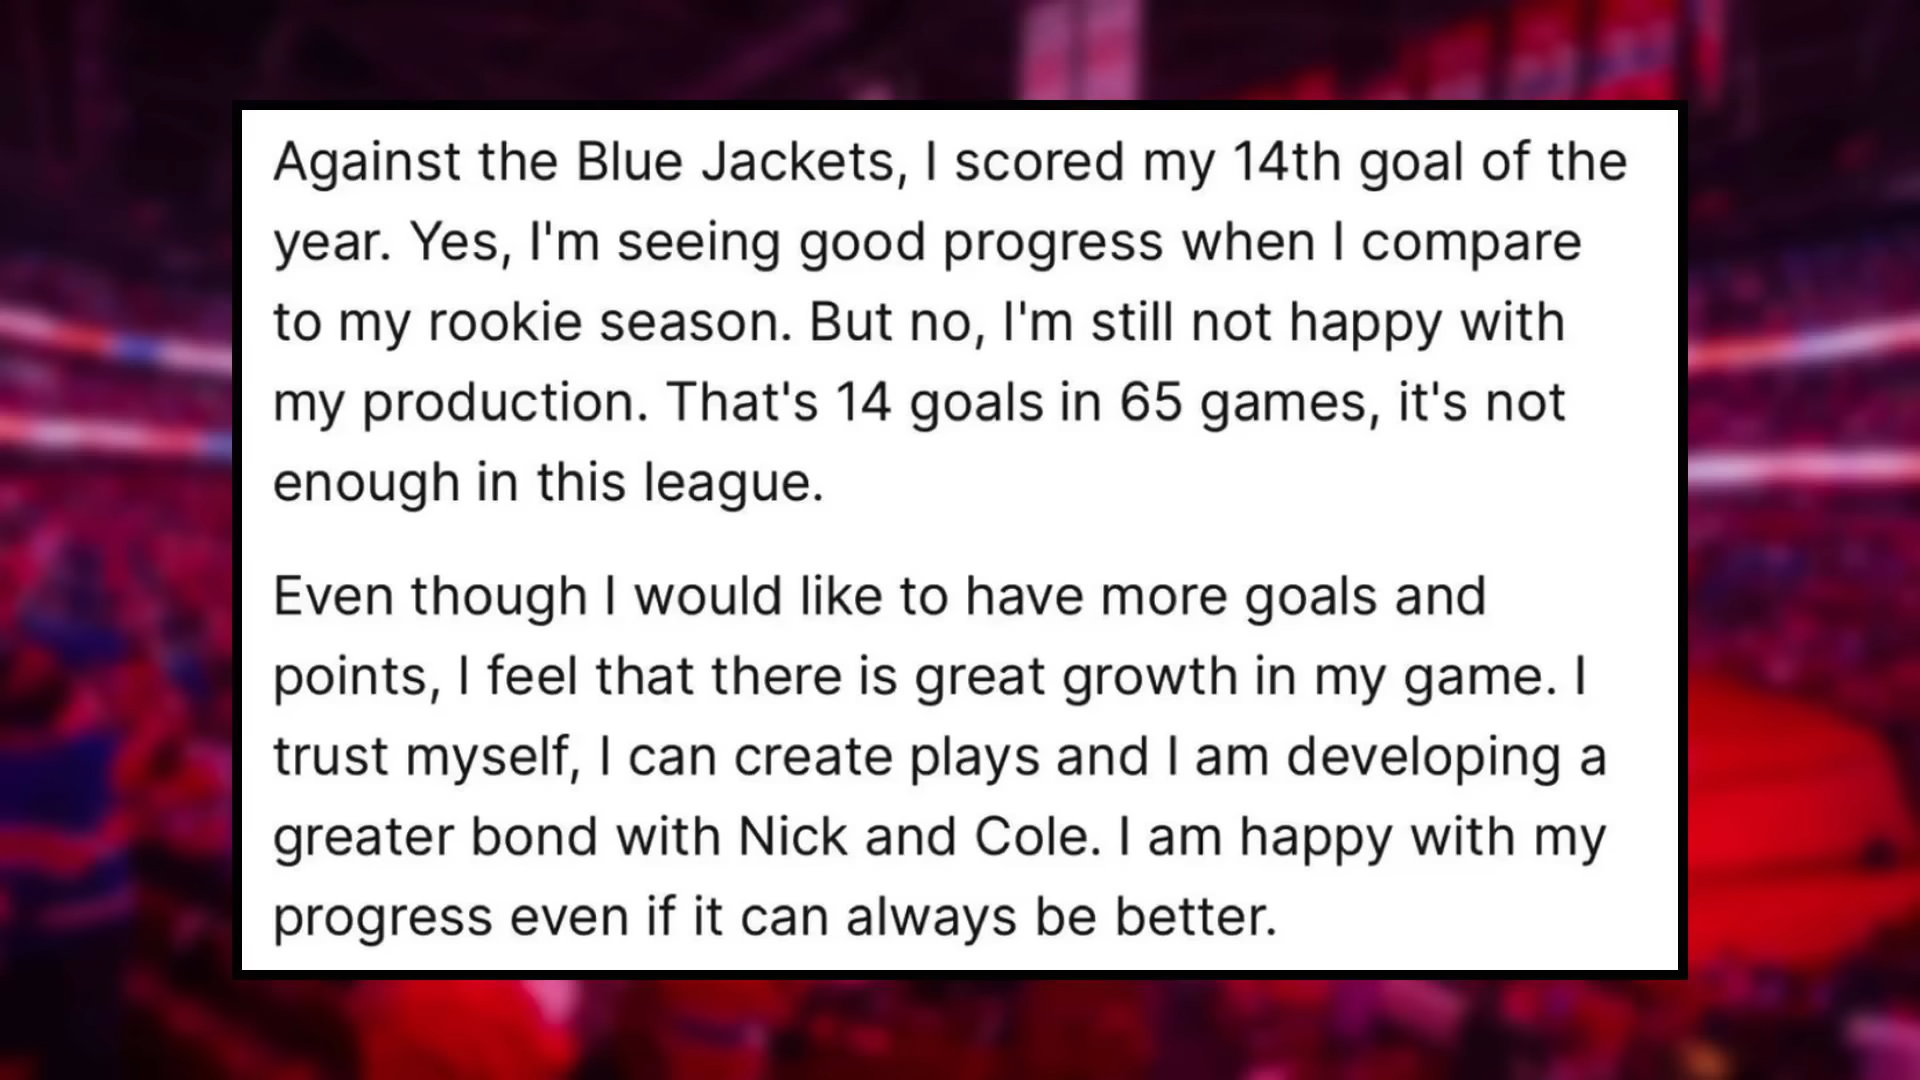 Against the Blue Jackets, I scored my 14th goal of the
year. Yes, I'm seeing good progress when I compare
to my rookie season. But no, I'm still not happy with
my production. That's 14 goals in 65 games, it's not
enough in this league.
Even though I would like to have more goals and
points, I feel that there is great growth in my game. I
trust myself, I can create plays and I am developing a
greater bond with Nick and Cole. I am happy with my
progress even if it can always be better.